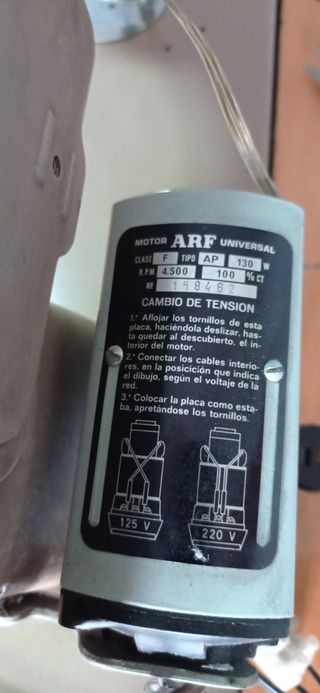 MOTOR ARF UNIVERSAL
CLASE F TIPO AP 130 W
R.P.M 4.500 100 % CT
Nº 158462
CAMBIO DE TENSION
1.º Aflojar los tornillos de esta
placa, haciéndola deslizar, has-
ta quedar al descubierto, el in-
terior del motor.
2.º Conectar los cables interio-
res, en la posicición que indica
el dibujo, según el voltaje de la
red.
3.º Colocar la placa como esta-
ba, apretándose los tornillos.
125 V 220 V